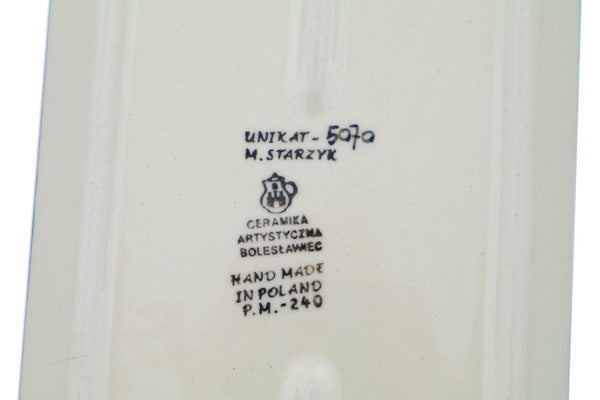 UNIKAT - 5070
M. STARZYK
CERAMIKA
ARTYSTYCZNA
BOLESŁAWIEC
HAND MADE
IN POLAND
P.M.-240